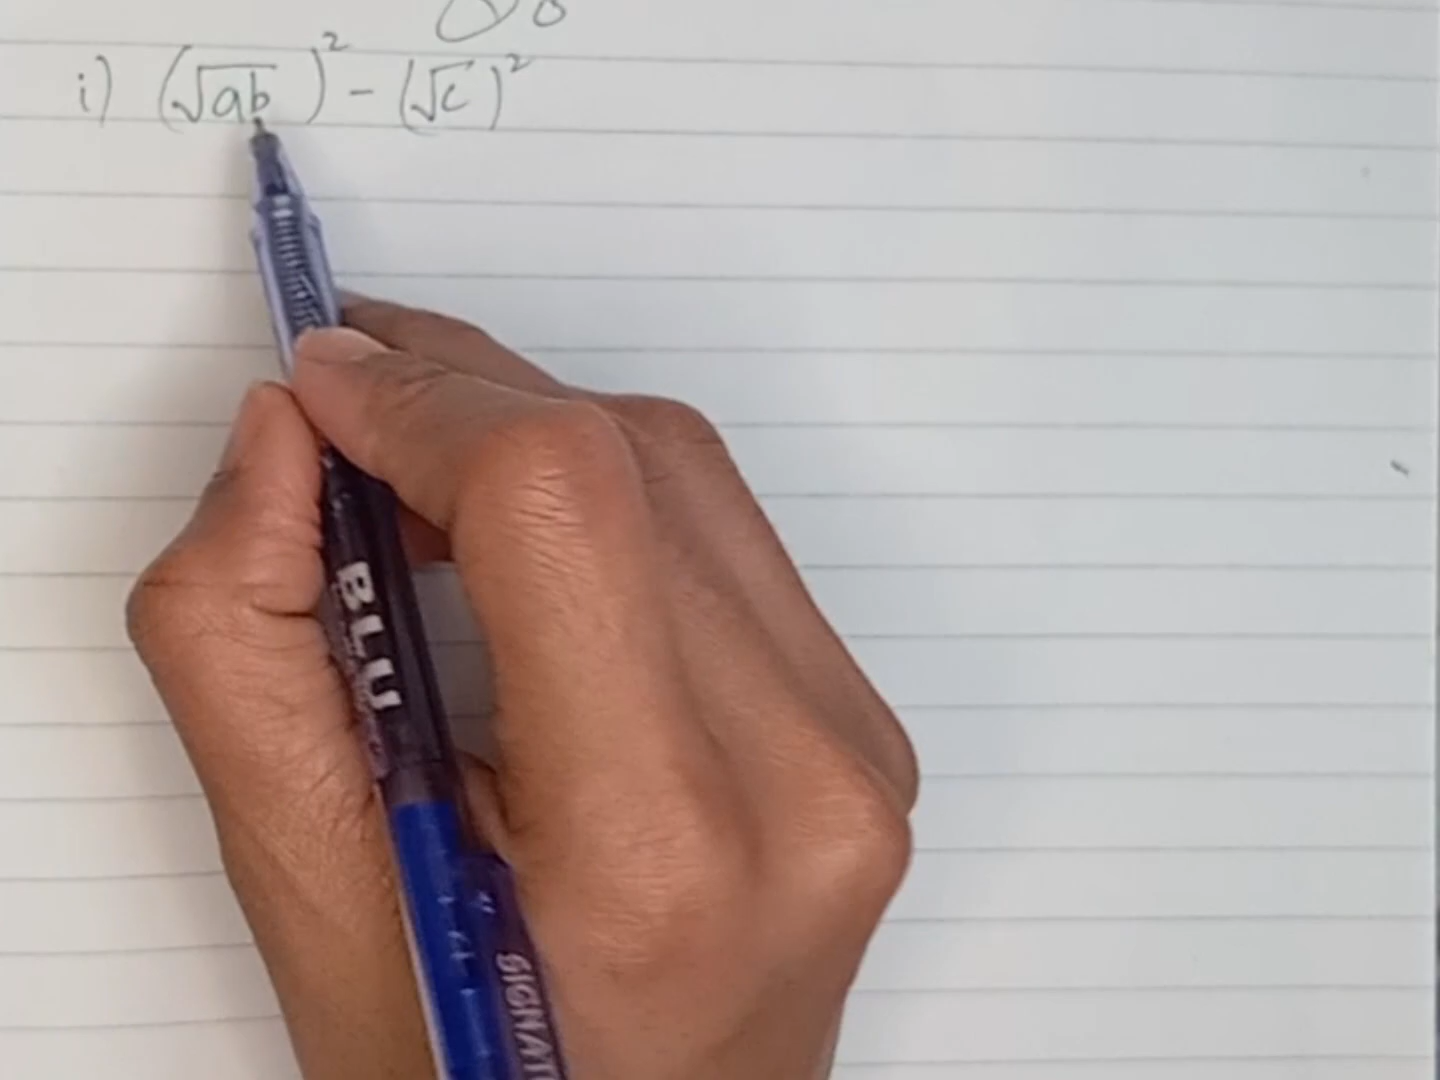 i) (√ab)² - (√c)²
BLU
SIGNAT